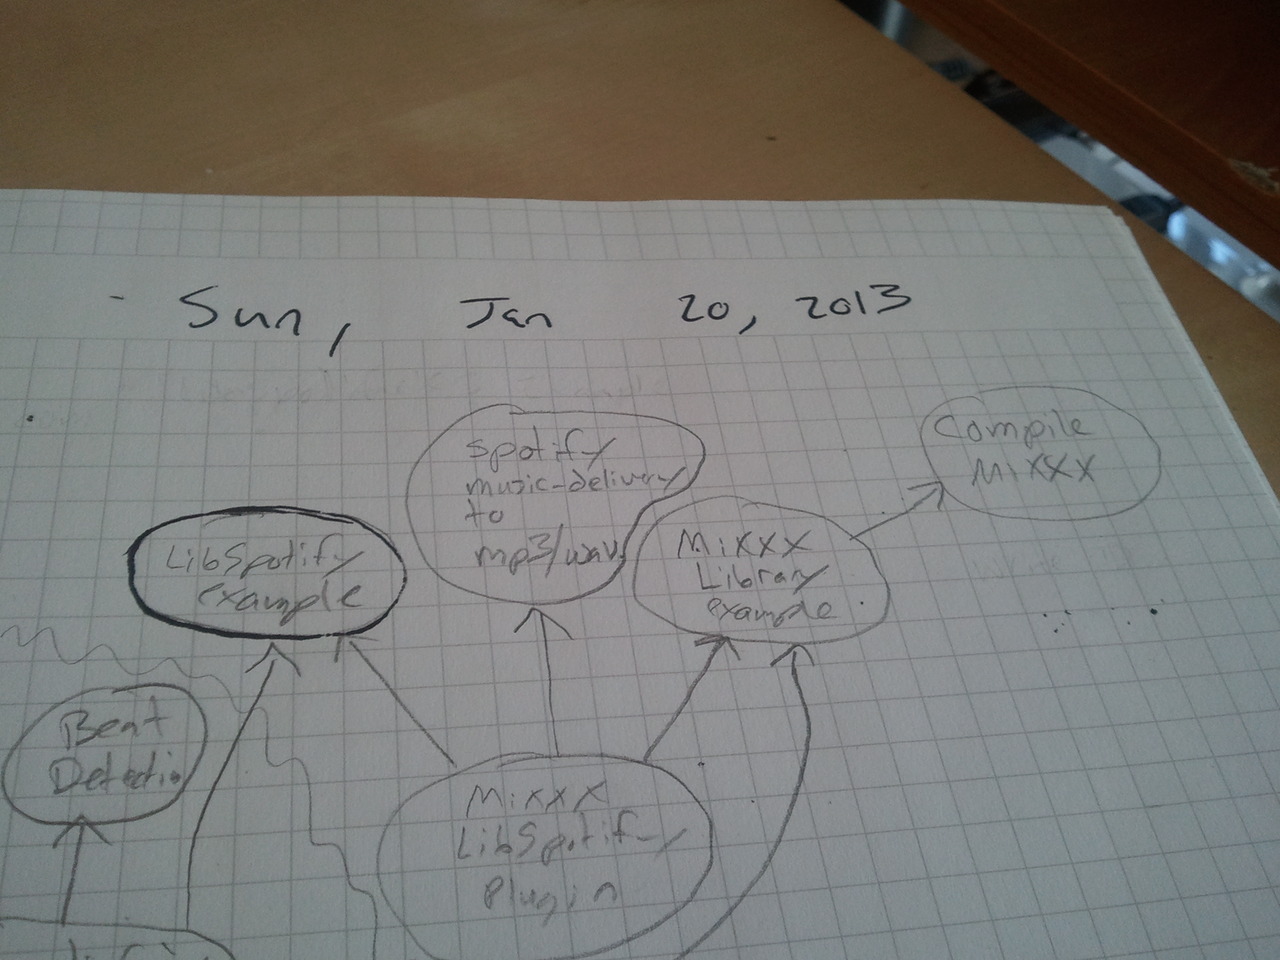 - Sun, Jan 20, 2013
Compile
Mixxx
spotify
music-delivery
to
mp3/wav
LibSpotify
example
Mixxx
Library
example
Beat
Detectio
Mixxx
LibSpotify
Plugin